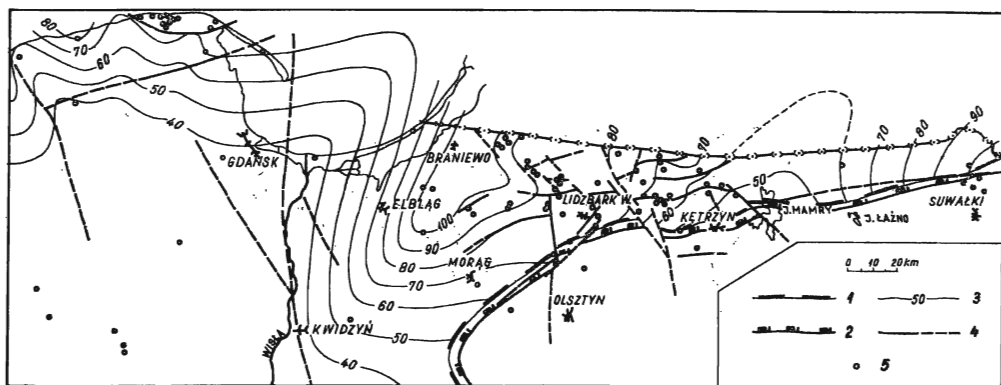 80
70
60
50
40
GDAŃSK
BRANIEWO
ELBLĄG
100
90
80
70
60
50
40
MORĄG
KWIDZYŃ
WISŁA
OLSZTYN
LIDZBARK W.
KĘTRZYN
80
70
60
50
J. MAMRY
J. ŁAŹNO
SUWAŁKI
70
80
90
0 10 20 km
1
50 3
2
4
5